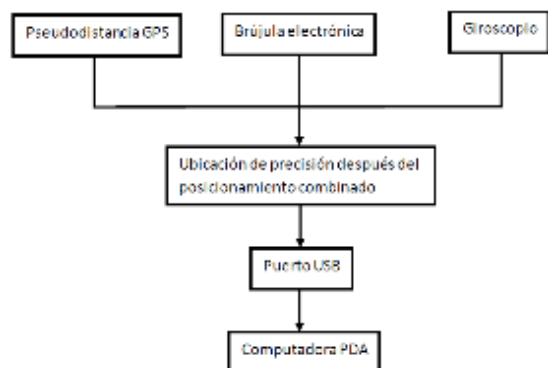 Pseudodistancia GPS
Brújula electrónica
Giroscopio
Ubicación de precisión después del
posicionamiento combinado
Puerto USB
Computadora PDA